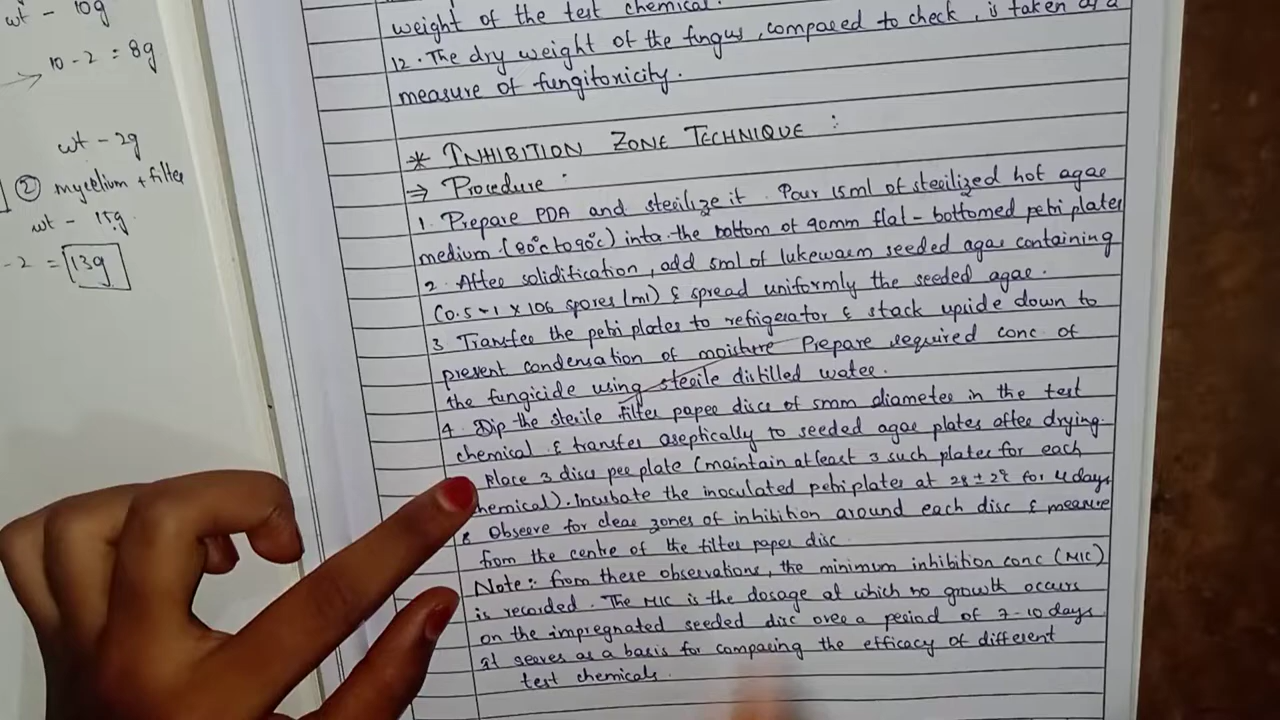 wt - 10g
10 - 2 = 8g
wt - 2g
② mycelium + filter
wt - 15g
- 2 = 13g
weight of the test chemical.
12. The dry weight of the fungus, compared to check, is taken as a
measure of fungitoxicity.
* INHIBITION ZONE TECHNIQUE :
⇒ Procedure :
1. Prepare PDA and sterilize it. Pour 15ml of sterilized hot agar
medium (80°c to 90°c) into the bottom of 90mm flat-bottomed petri plates
2. After solidification, add 5ml of lukewarm seeded agar containing
(0.5-1 x 106 spores/ml) & spread uniformly the seeded agar.
3 Transfer the petri plates to refrigerator & stack upside down to
prevent condensation of moisture Prepare required conc of
the fungicide using sterile distilled water.
4. Dip the sterile filter paper discs of 5mm diameter in the test
chemical & transfer aseptically to seeded agar plates after drying.
Place 3 discs per plate (maintain atleast 3 such plates for each
hemical). Incubate the inoculated petriplates at 28 ± 2°c for 4 days
Observe for clear zones of inhibition around each disc & measure
from the centre of the filter paper disc.
Note :- from these observations, the minimum inhibition conc (MIC)
is recorded. The MIC is the dosage at which no growth occurs
on the impregnated seeded disc over a period of 7-10 days.
It serves as a basis for comparing the efficacy of different
test chemicals.